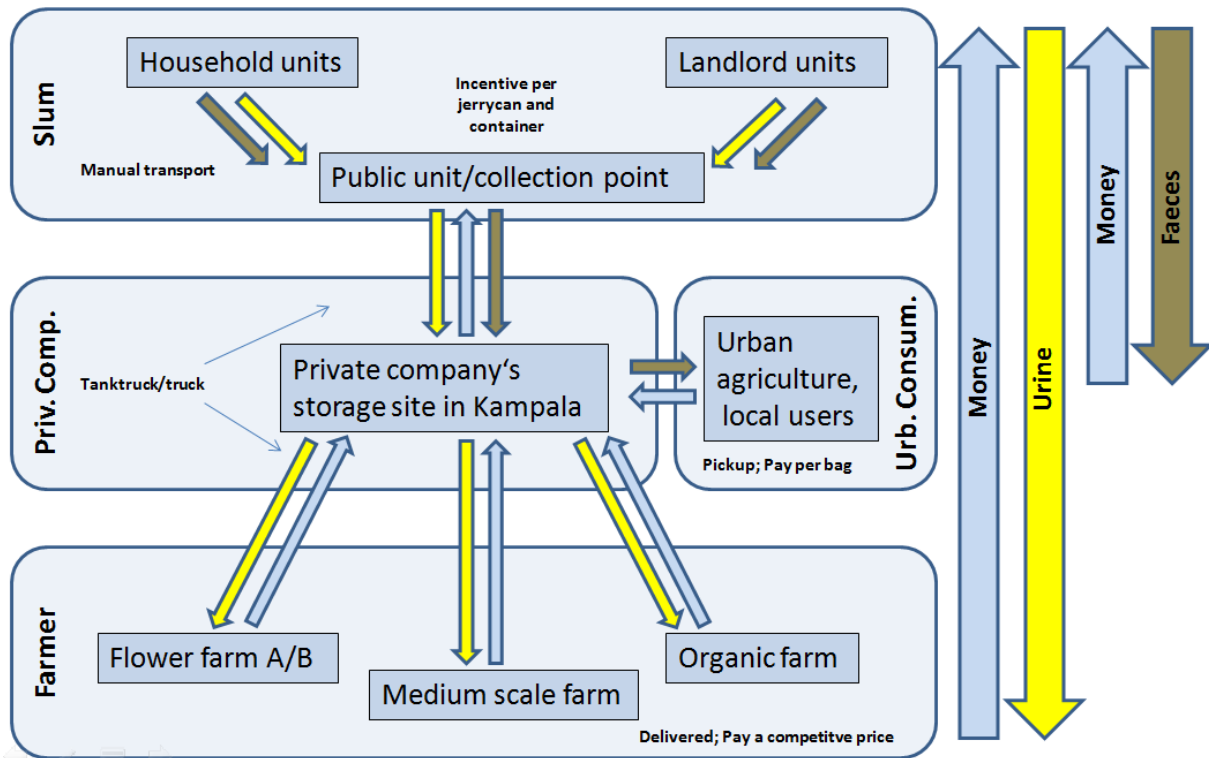 Slum
Household units
Landlord units
Incentive per
jerrycan and
container
Manual transport
Public unit/collection point
Priv. Comp.
Tanktruck/truck
Private company‘s
storage site in Kampala
Urban
agriculture,
local users
Pickup; Pay per bag
Urb. Consum.
Farmer
Flower farm A/B
Medium scale farm
Organic farm
Delivered; Pay a competitve price
Money
Urine
Money
Faeces